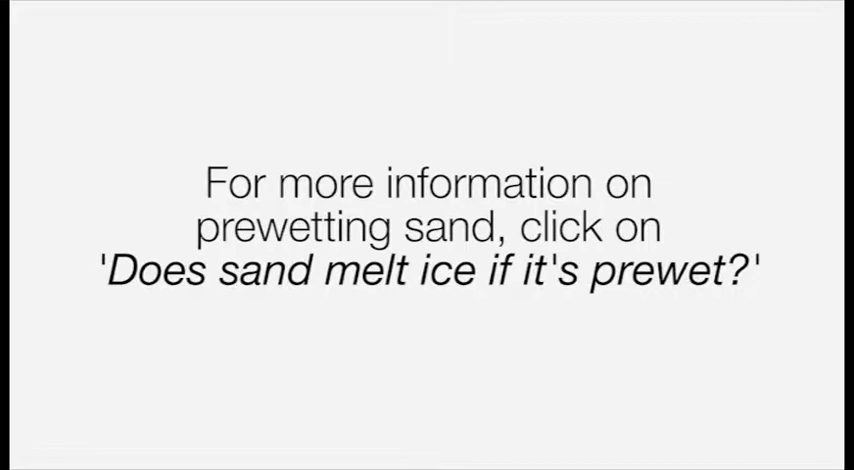 For more information on
prewetting sand, click on
'Does sand melt ice if it's prewet?'